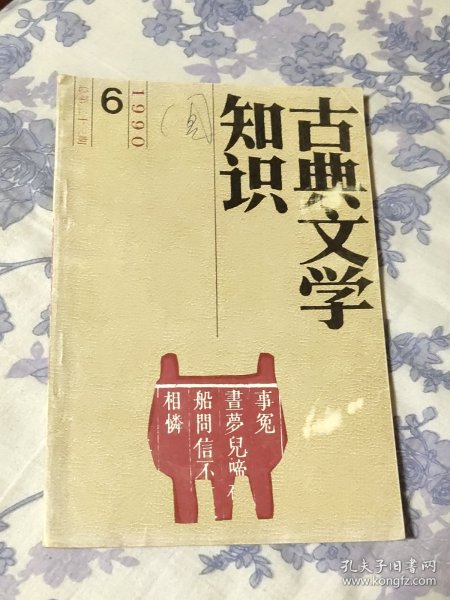 古典文学
知识
1990
6
事冤
晝夢兒啼
船問信不
相憐
孔夫子旧书网
www.kongfz.com